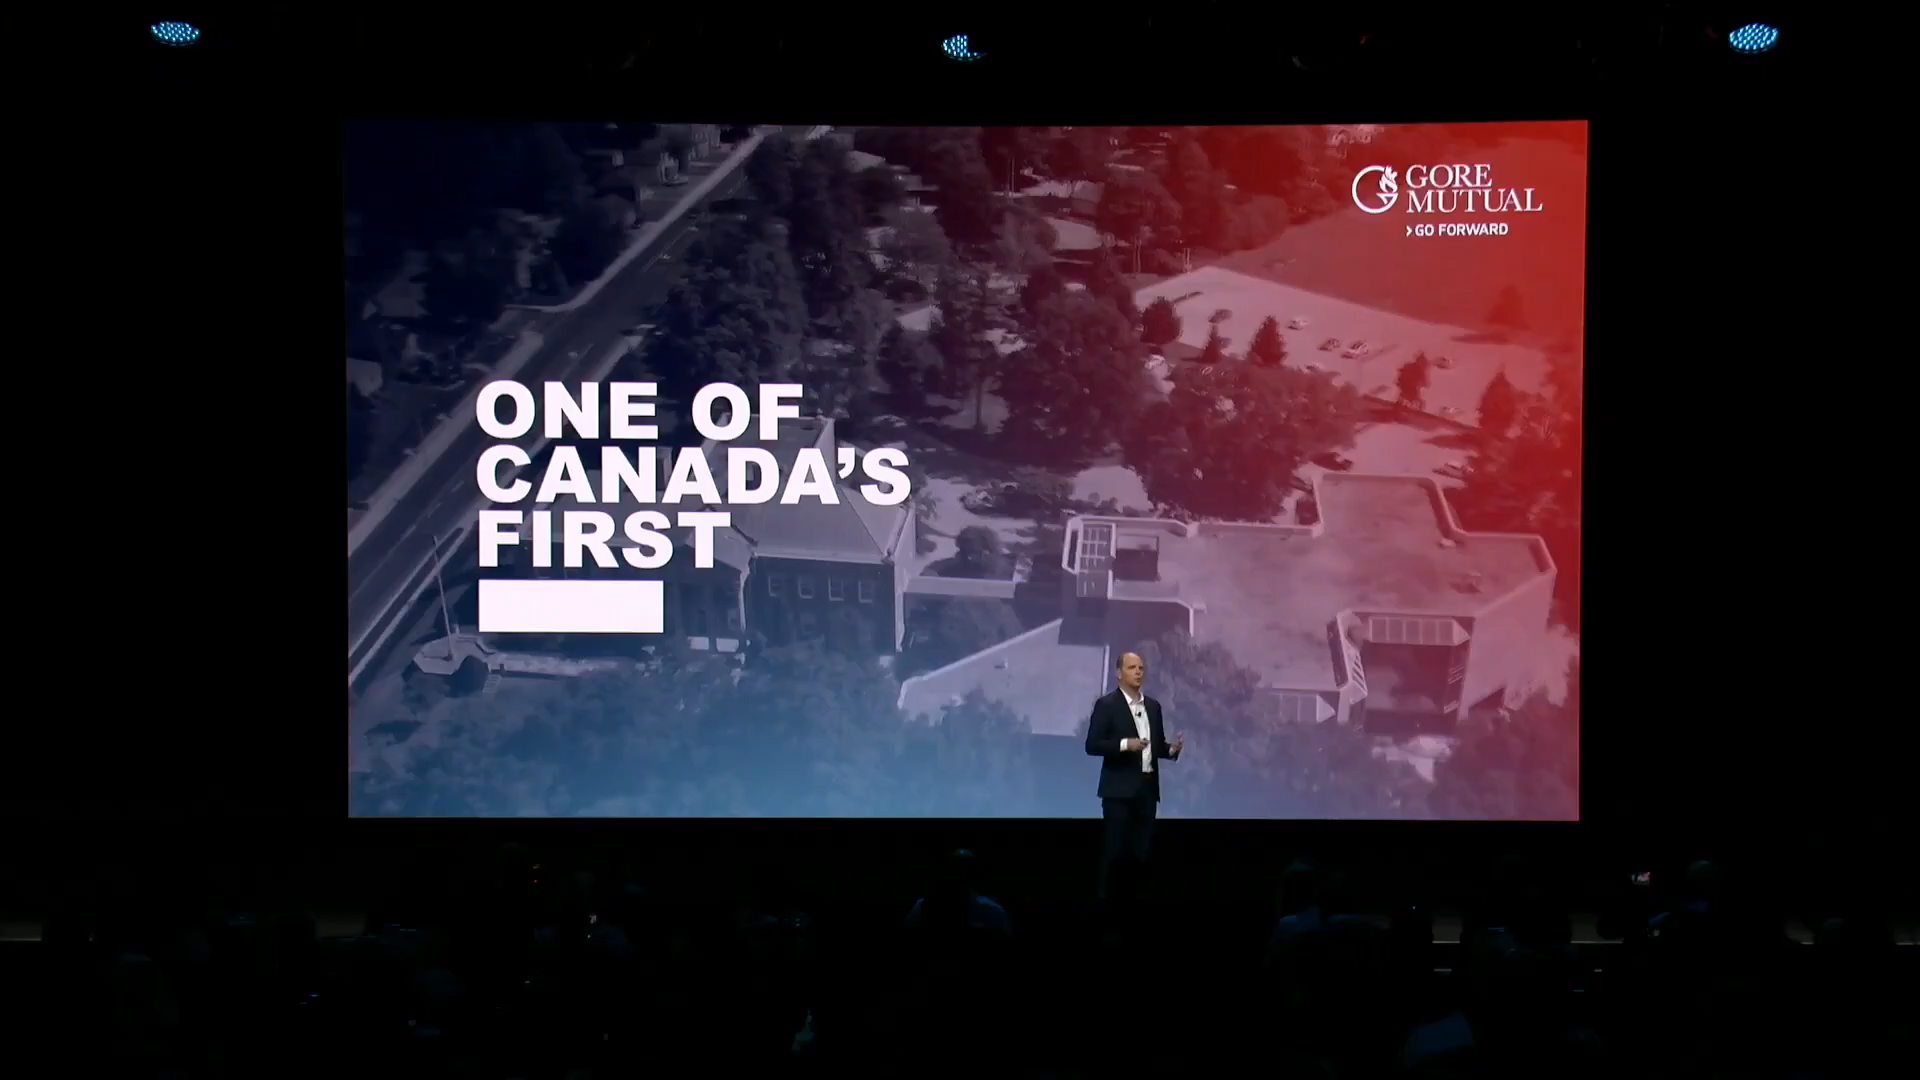 GORE
MUTUAL
>GO FORWARD
ONE OF
CANADA'S
FIRST